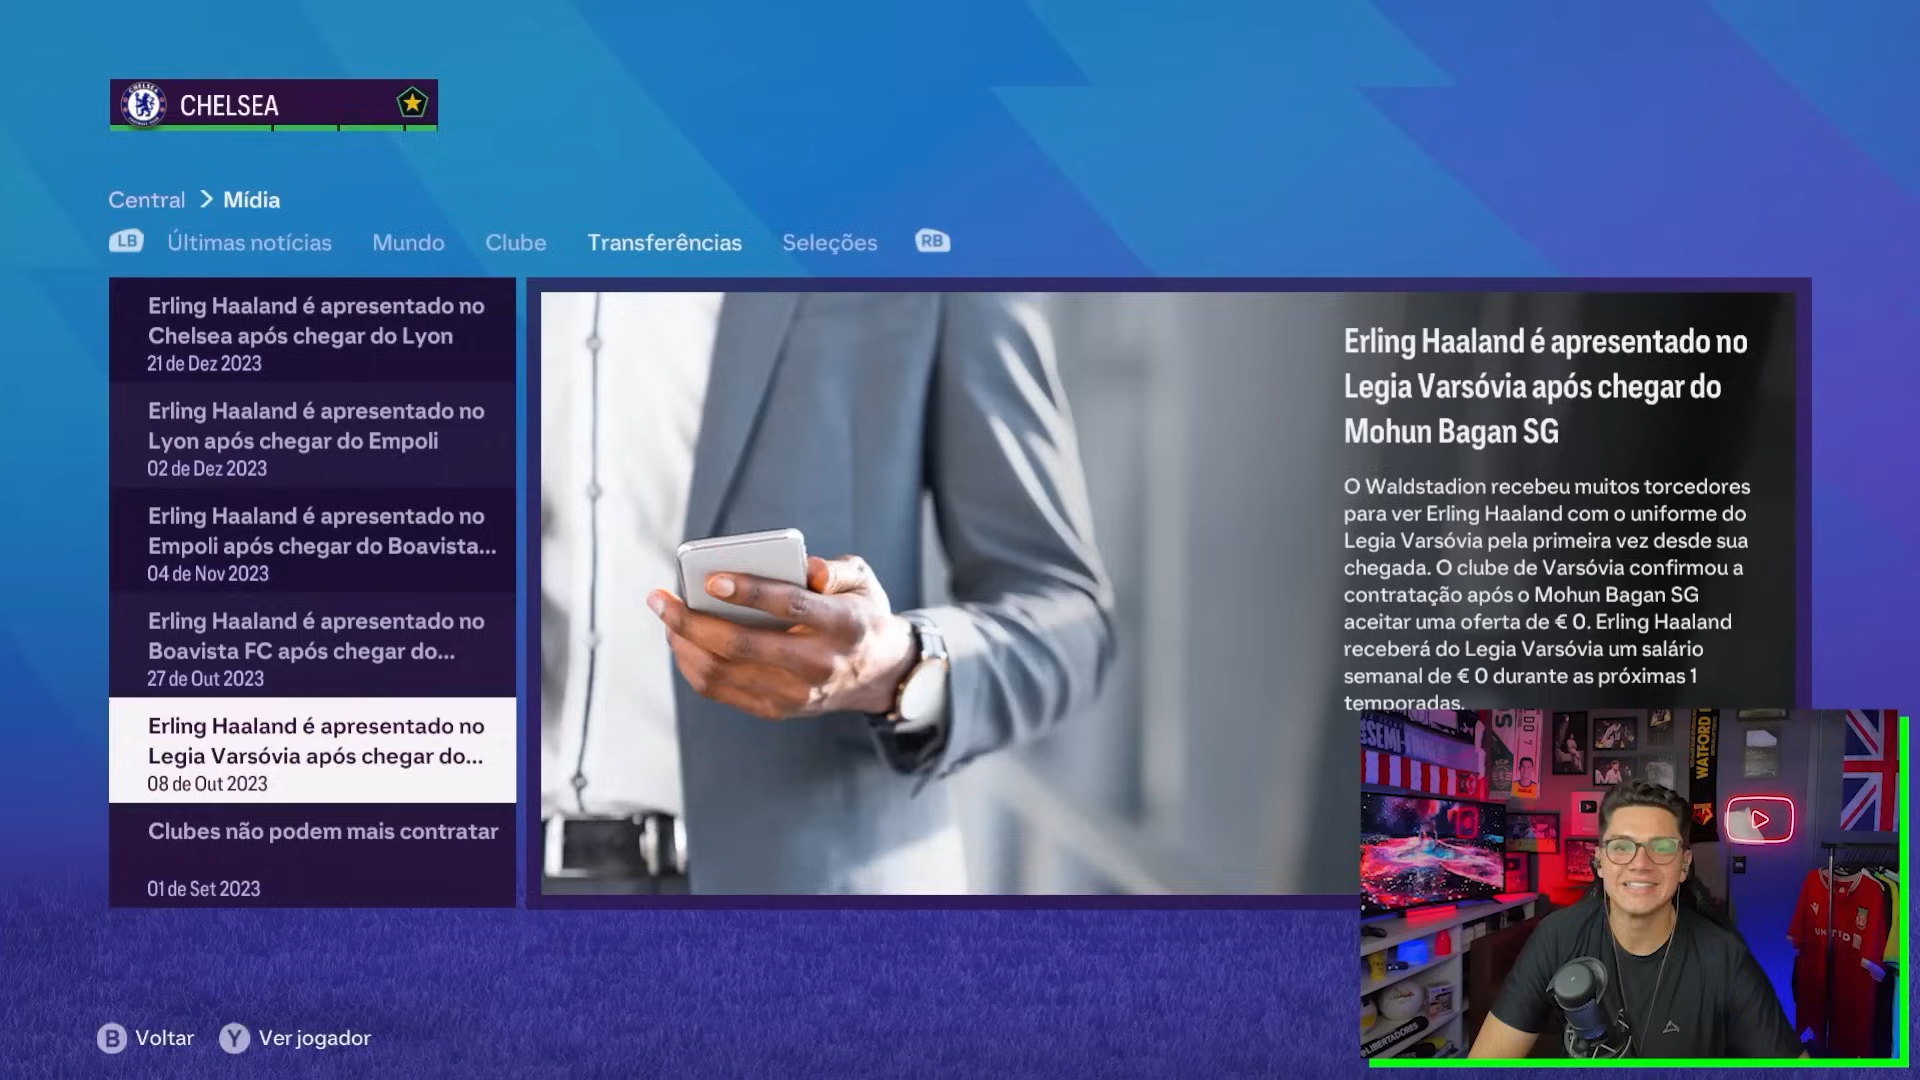 CHELSEA
Central > Mídia
LB Últimas notícias Mundo Clube Transferências Seleções RB
Erling Haaland é apresentado no
Chelsea após chegar do Lyon
21 de Dez 2023
Erling Haaland é apresentado no
Lyon após chegar do Empoli
02 de Dez 2023
Erling Haaland é apresentado no
Empoli após chegar do Boavista...
04 de Nov 2023
Erling Haaland é apresentado no
Boavista FC após chegar do...
27 de Out 2023
Erling Haaland é apresentado no
Legia Varsóvia após chegar do...
08 de Out 2023
Clubes não podem mais contratar
01 de Set 2023
Erling Haaland é apresentado no
Legia Varsóvia após chegar do
Mohun Bagan SG
O Waldstadion recebeu muitos torcedores
para ver Erling Haaland com o uniforme do
Legia Varsóvia pela primeira vez desde sua
chegada. O clube de Varsóvia confirmou a
contratação após o Mohun Bagan SG
aceitar uma oferta de € 0. Erling Haaland
receberá do Legia Varsóvia um salário
semanal de € 0 durante as próximas 1
temporadas.
WATFORD
B Voltar Y Ver jogador